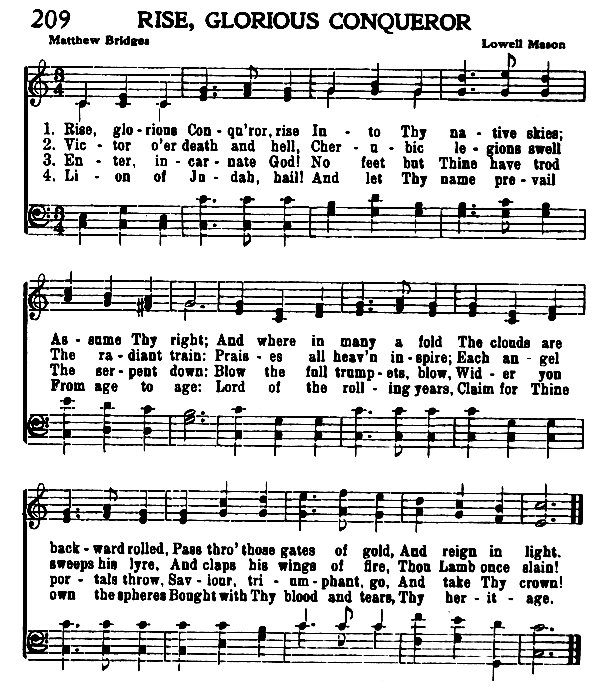 209 RISE, GLORIOUS CONQUEROR
Matthew Bridges Lowell Mason
3 4
1. Rise, glo - rious Con - qu'ror, rise In - to Thy na - tive skies;
2. Vic - tor o'er death and hell, Cher - u - bic le - gions swell
3. En - ter, in - car - nate God! No feet but Thine have trod
4. Li - on of Ju - dah, hail! And let Thy name pre - vail
3 4
As - sume Thy right; And where in many a fold The clouds are
The ra - diant train: Prais - es all heav'n in - spire; Each an - gel
The ser - pent down: Blow the full trump - ets, blow, Wid - er yon
From age to age: Lord of the roll - ing years, Claim for Thine
back - ward rolled, Pass thro' those gates of gold, And reign in light.
sweeps his lyre, And claps his wings of fire, Thou Lamb once slain!
por - tals throw, Sav - iour, tri - um - phant, go, And take Thy crown!
own the spheres Bought with Thy blood and tears, Thy her - it - age.